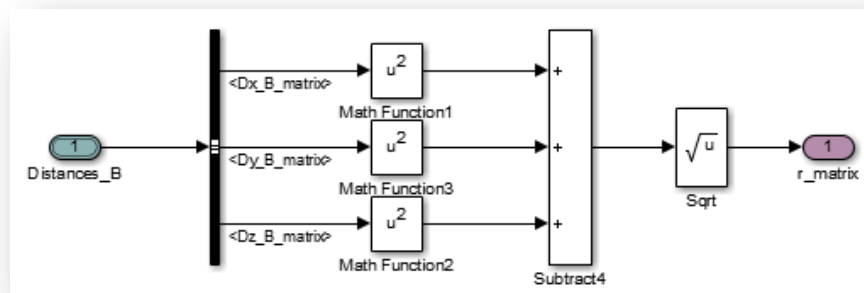 u²
+
<Dx_B_matrix>
Math Function1
1
u²
+
√u
1
Distances_B
<Dy_B_matrix>
Math Function3
r_matrix
Sqrt
u²
+
<Dz_B_matrix>
Math Function2
Subtract4